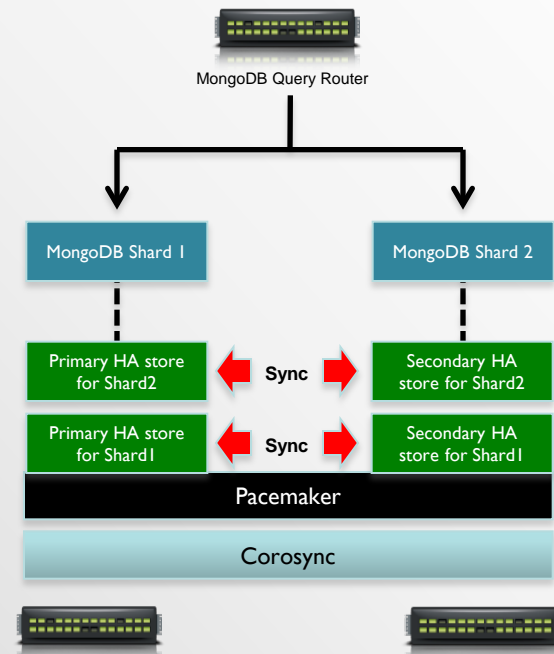 MongoDB Query Router
MongoDB Shard 1
MongoDB Shard 2
Primary HA store
for Shard2
Sync
Secondary HA
store for Shard2
Primary HA store
for Shard1
Sync
Secondary HA
store for Shard1
Pacemaker
Corosync